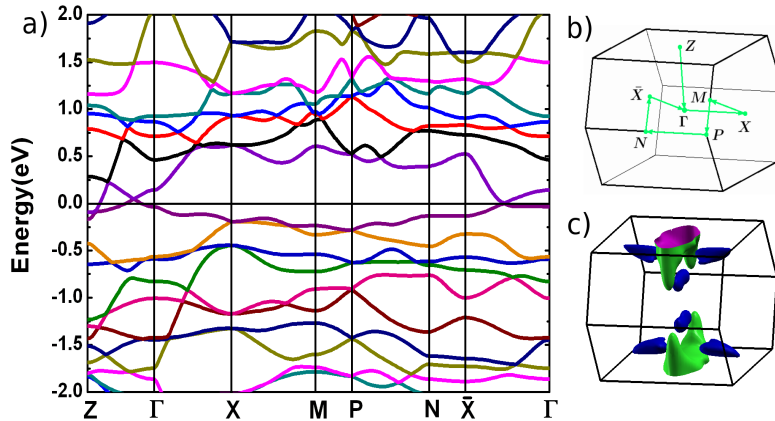 a)
Energy(eV)
2.0
1.5
1.0
0.5
0.0
-0.5
-1.0
-1.5
-2.0
Z Γ X M P N X̄ Γ
b)
Z
X̄ M
Γ X
N P
c)